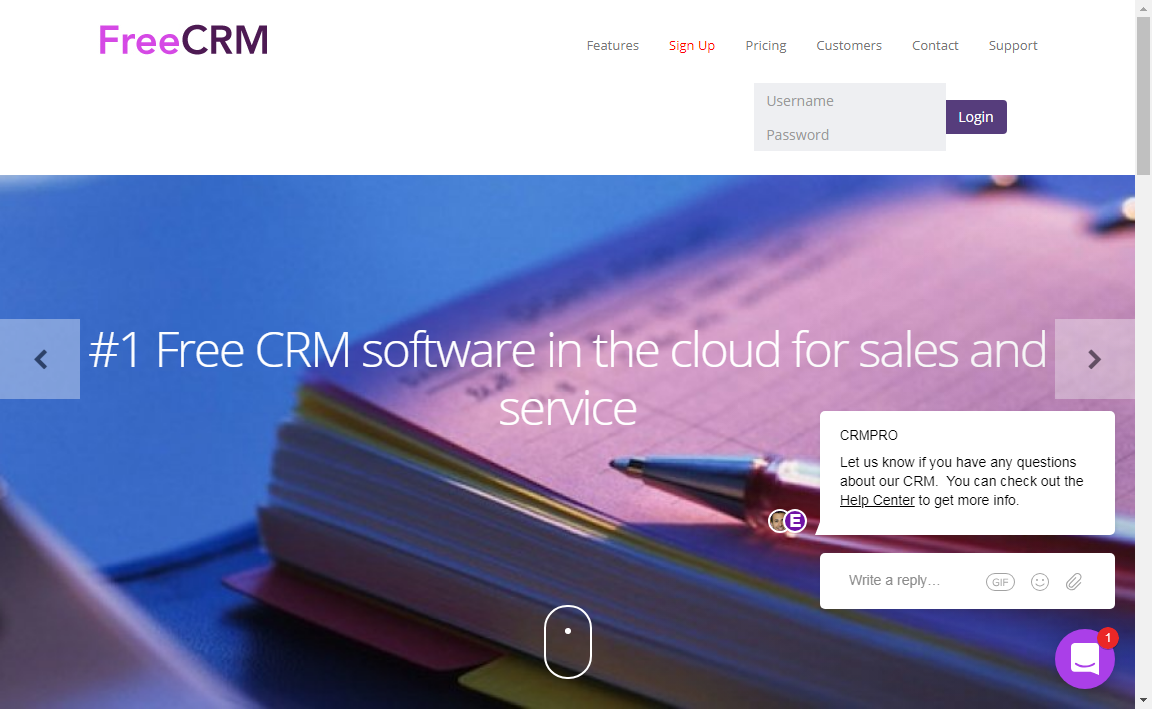 FreeCRM
Features Sign Up Pricing Customers Contact Support
Username
Login
Password
#1 Free CRM software in the cloud for sales and
service
CRMPRO
Let us know if you have any questions
about our CRM. You can check out the
Help Center to get more info.
E
Write a reply...
GIF
1